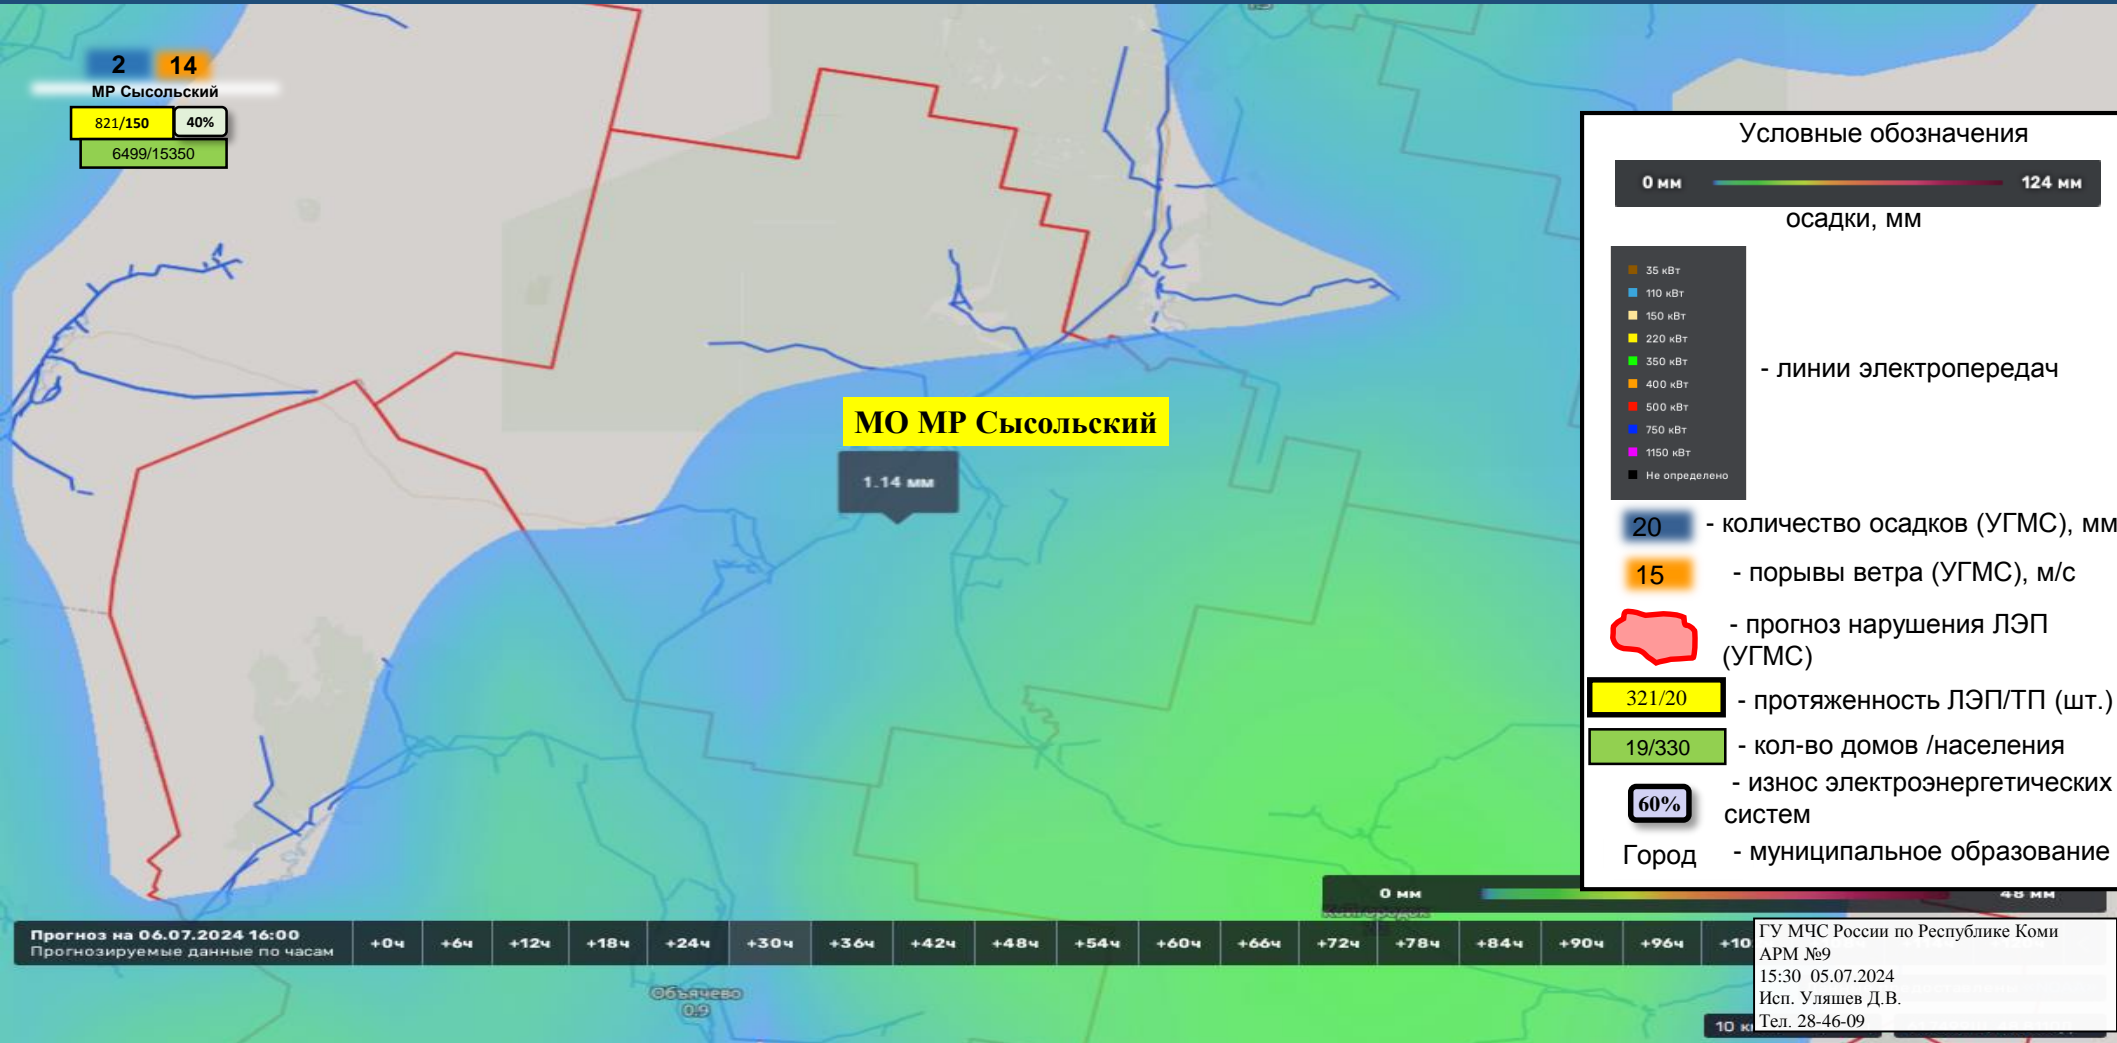 2 14
МР Сысольский
821/150 40%
6499/15350
МО МР Сысольский
1.14 мм
Условные обозначения
0 мм 124 мм
осадки, мм
35 кВт
110 кВт
150 кВт
220 кВт
350 кВт
400 кВт
500 кВт
750 кВт
1150 кВт
Не определено
- линии электропередач
20 - количество осадков (УГМС), мм
15 - порывы ветра (УГМС), м/с
- прогноз нарушения ЛЭП
(УГМС)
321/20 - протяженность ЛЭП/ТП (шт.)
19/330 - кол-во домов /населения
60% - износ электроэнергетических
систем
Город - муниципальное образование
0 мм 48 мм
Койгородок
Прогноз на 06.07.2024 16:00
Прогнозируемые данные по часам
+0ч +6ч +12ч +18ч +24ч +30ч +36ч +42ч +48ч +54ч +60ч +66ч +72ч +78ч +84ч +90ч +96ч +10
Объячево
0.9
ГУ МЧС России по Республике Коми
АРМ №9
15:30 05.07.2024
Исп. Уляшев Д.В.
Тел. 28-46-09
10 к